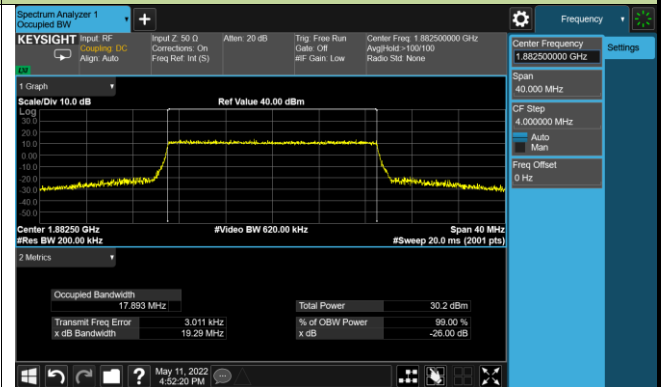 Spectrum Analyzer 1
Occupied BW
+
Frequency
KEYSIGHT
Input: RF
Coupling: DC
Align: Auto
Input Z: 50 Ω
Corrections: On
Freq Ref: Int (S)
Atten: 20 dB
Trig: Free Run
Gate: Off
#IF Gain: Low
Center Freq: 1.882500000 GHz
Avg|Hold:>100/100
Radio Std: None
Center Frequency
1.882500000 GHz
Settings
Span
40.000 MHz
CF Step
4.000000 MHz
Auto
Man
Freq Offset
0 Hz
1 Graph
Scale/Div 10.0 dB
Ref Value 40.00 dBm
Log
30.0
20.0
10.0
0.00
-10.0
-20.0
-30.0
-40.0
-50.0
Center 1.88250 GHz
#Video BW 620.00 kHz
Span 40 MHz
#Res BW 200.00 kHz
#Sweep 20.0 ms (2001 pts)
2 Metrics
Occupied Bandwidth
17.893 MHz
Total Power 30.2 dBm
Transmit Freq Error 3.011 kHz
% of OBW Power 99.00 %
x dB Bandwidth 19.29 MHz
x dB -26.00 dB
?
May 11, 2022
4:52:20 PM